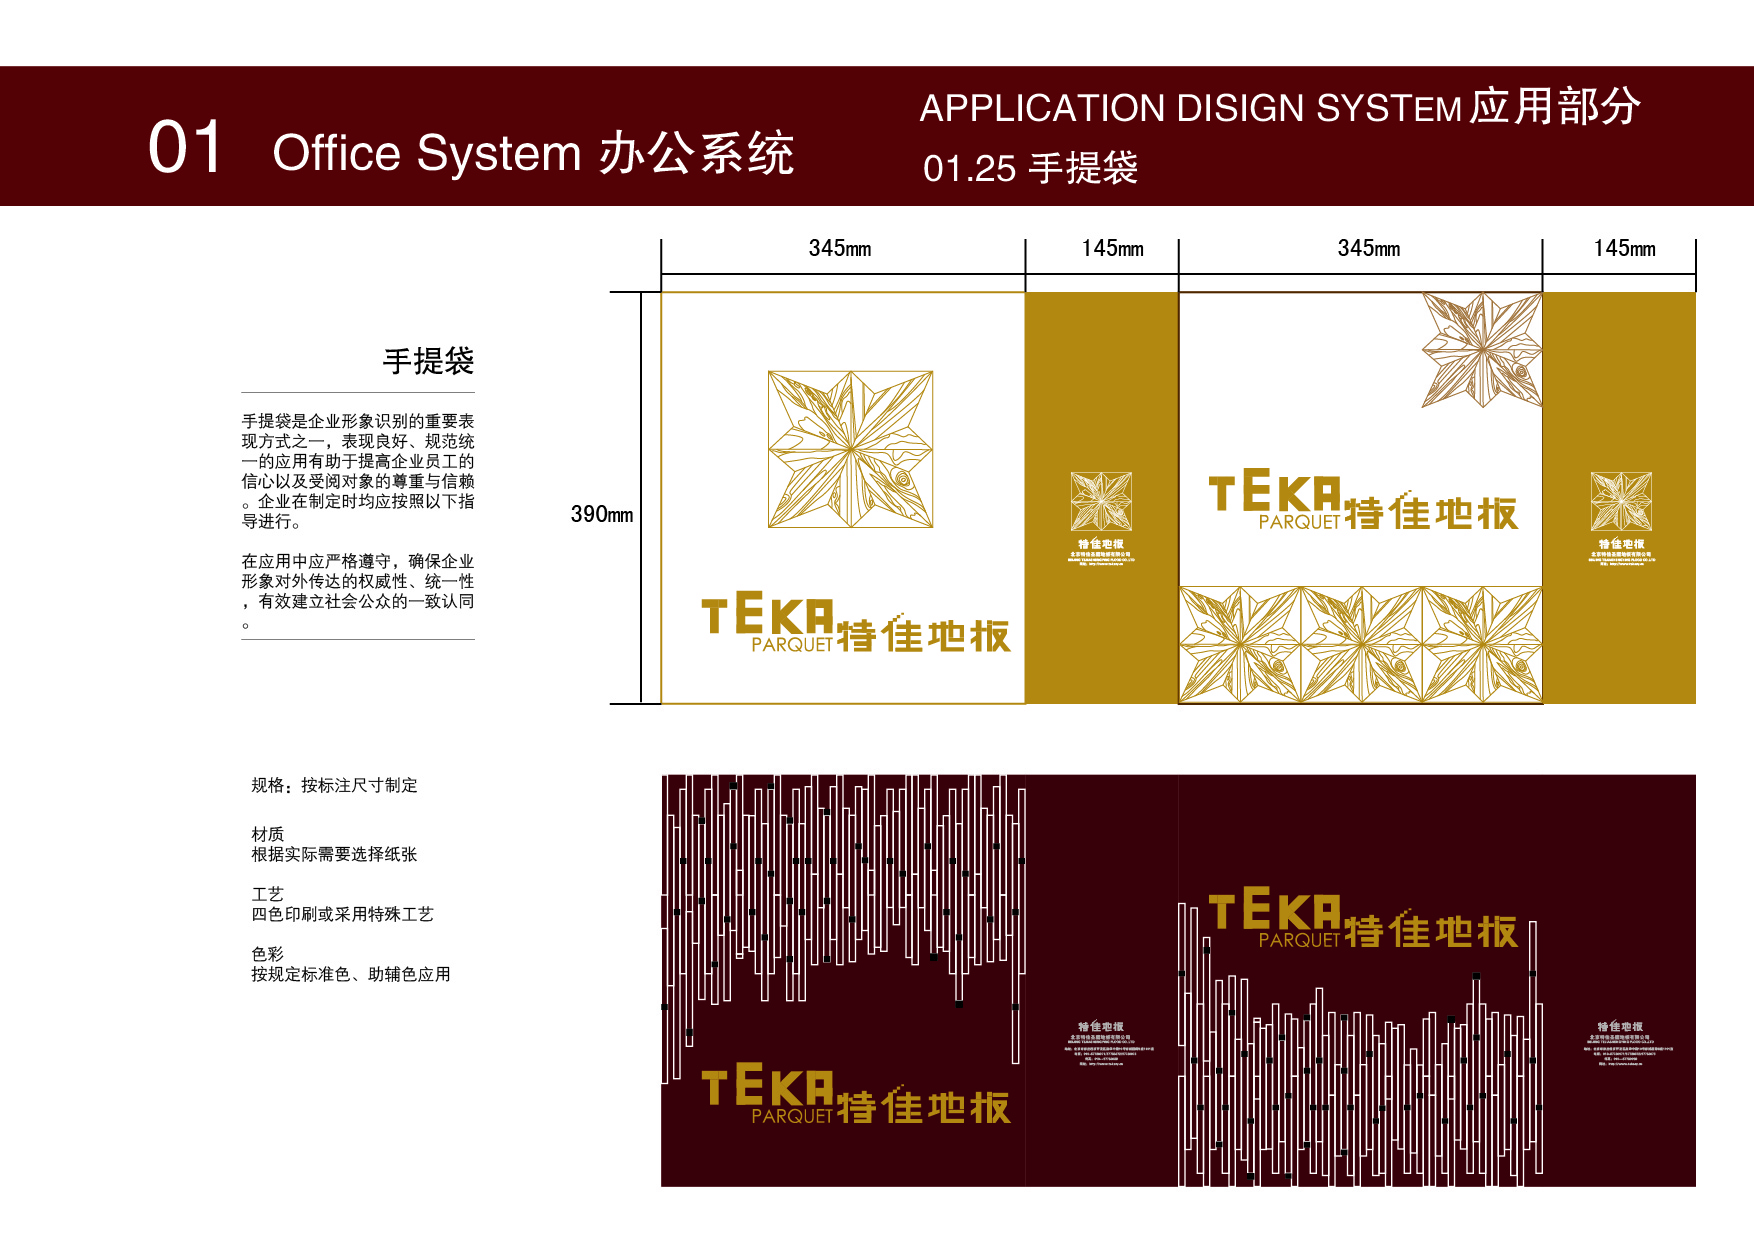 01 Office System 办公系统
APPLICATION DISIGN SYSTEM 应用部分
01.25 手提袋
345mm 145mm 345mm 145mm
390mm
手提袋
手提袋是企业形象识别的重要表
现方式之一，表现良好、规范统
一的应用有助于提高企业员工的
信心以及受阅对象的尊重与信赖
。企业在制定时均应按照以下指
导进行。
在应用中应严格遵守，确保企业
形象对外传达的权威性、统一性
，有效建立社会公众的一致认同
。
规格：按标注尺寸制定
材质
根据实际需要选择纸张
工艺
四色印刷或采用特殊工艺
色彩
按规定标准色、助辅色应用
TEKA 特佳地板
PARQUET
特佳地板
TEKA 特佳地板
PARQUET
特佳地板
TEKA 特佳地板
PARQUET
特佳地板
TEKA 特佳地板
PARQUET
特佳地板